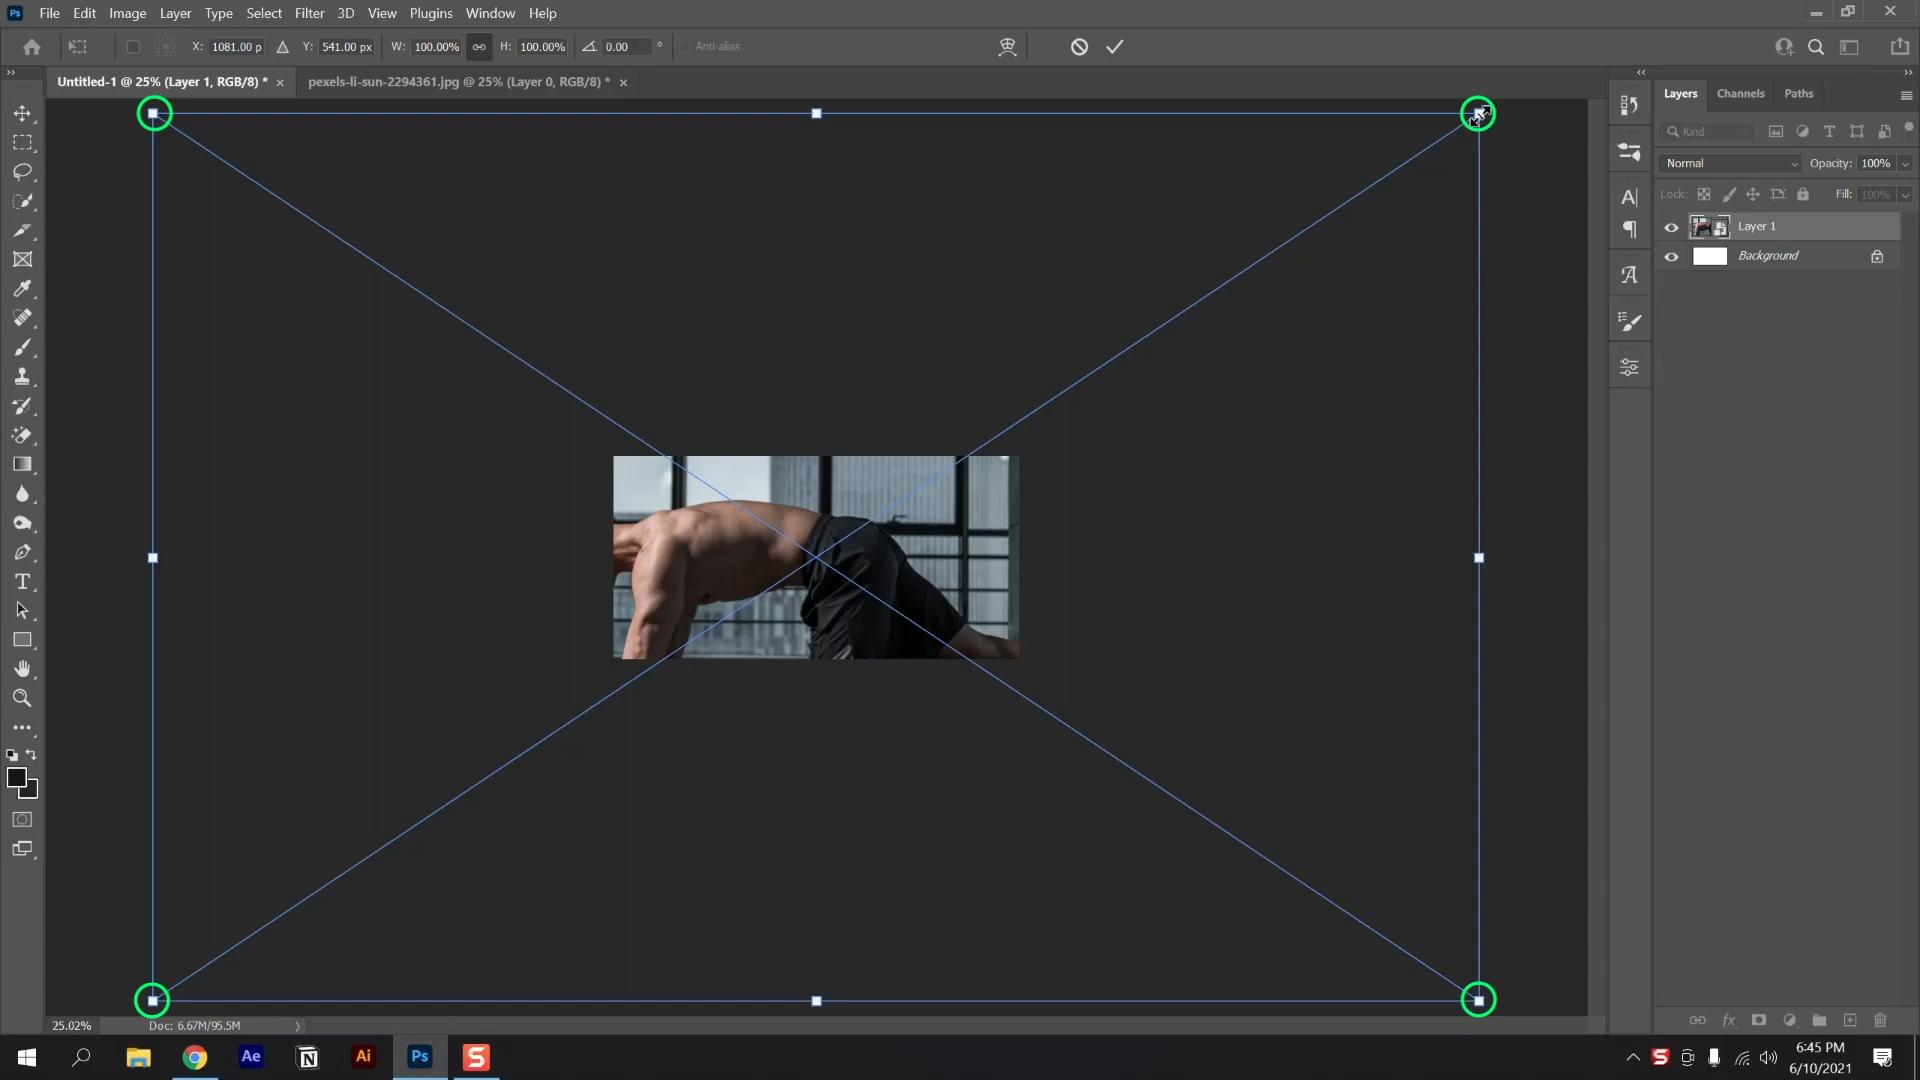 Ps File Edit Image Layer Type Select Filter 3D View Plugins Window Help
X: 1081.00 p Y: 541.00 px W: 100.00% H: 100.00% 0.00 ° Anti-alias
Untitled-1 @ 25% (Layer 1, RGB/8) * × pexels-li-sun-2294361.jpg @ 25% (Layer 0, RGB/8) * ×
Layers Channels Paths
Kind
Normal Opacity: 100%
Lock: Fill: 100%
Layer 1
Background
25.02% Doc: 6.67M/95.5M
Ae Ai Ps S
6:45 PM
6/10/2021